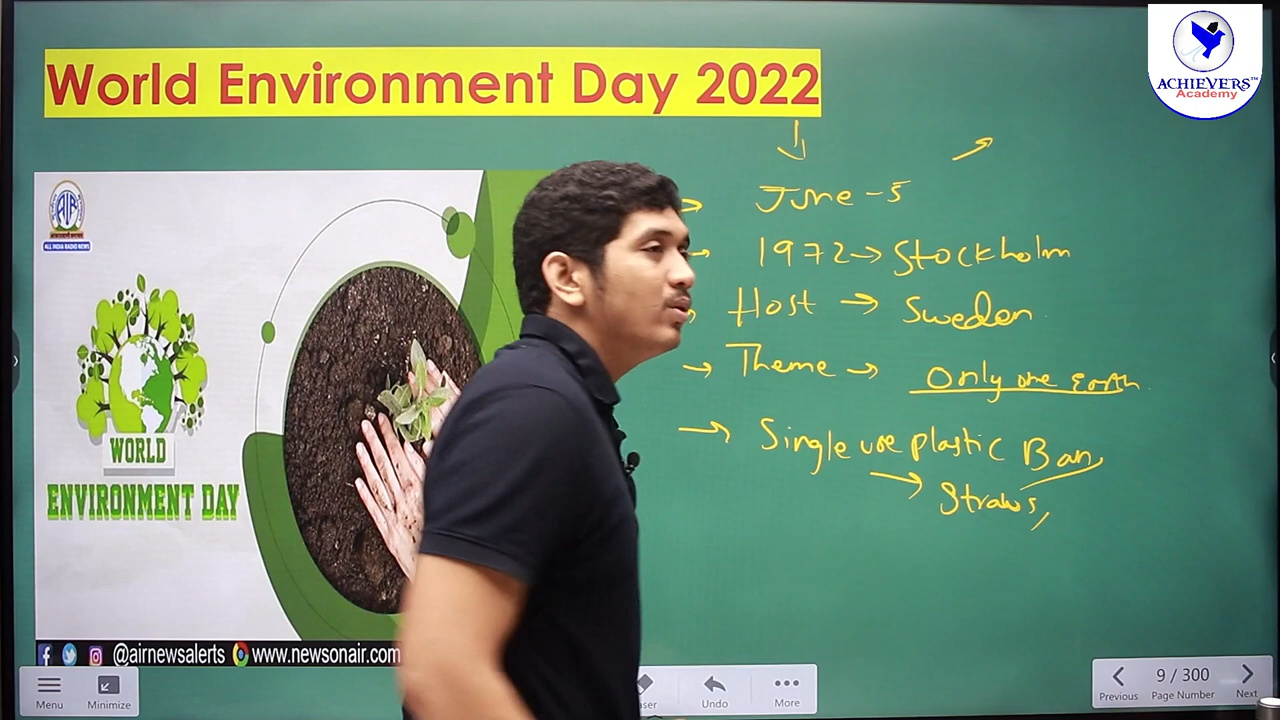 World Environment Day 2022
ACHIEVERS™
Academy
AIR
ALL INDIA RADIO NEWS
June - 5
1972 → Stockholm
Host → Sweden
Theme → Only one Earth
Single use plastic Ban
→ Straws,
WORLD
ENVIRONMENT DAY
@airnewsalerts www.newsonair.com
Menu
Minimize
Undo
More
Previous
9 / 300
Page Number
Next